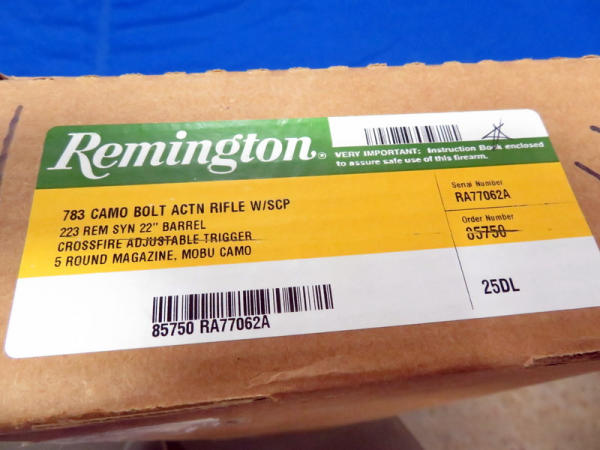 Remington®
VERY IMPORTANT: Instruction Book enclosed
to assure safe use of this firearm.
783 CAMO BOLT ACTN RIFLE W/SCP
223 REM SYN 22" BARREL
CROSSFIRE ADJUSTABLE TRIGGER
5 ROUND MAGAZINE, MOBU CAMO
Serial Number
RA77062A
Order Number
85750
25DL
85750 RA77062A